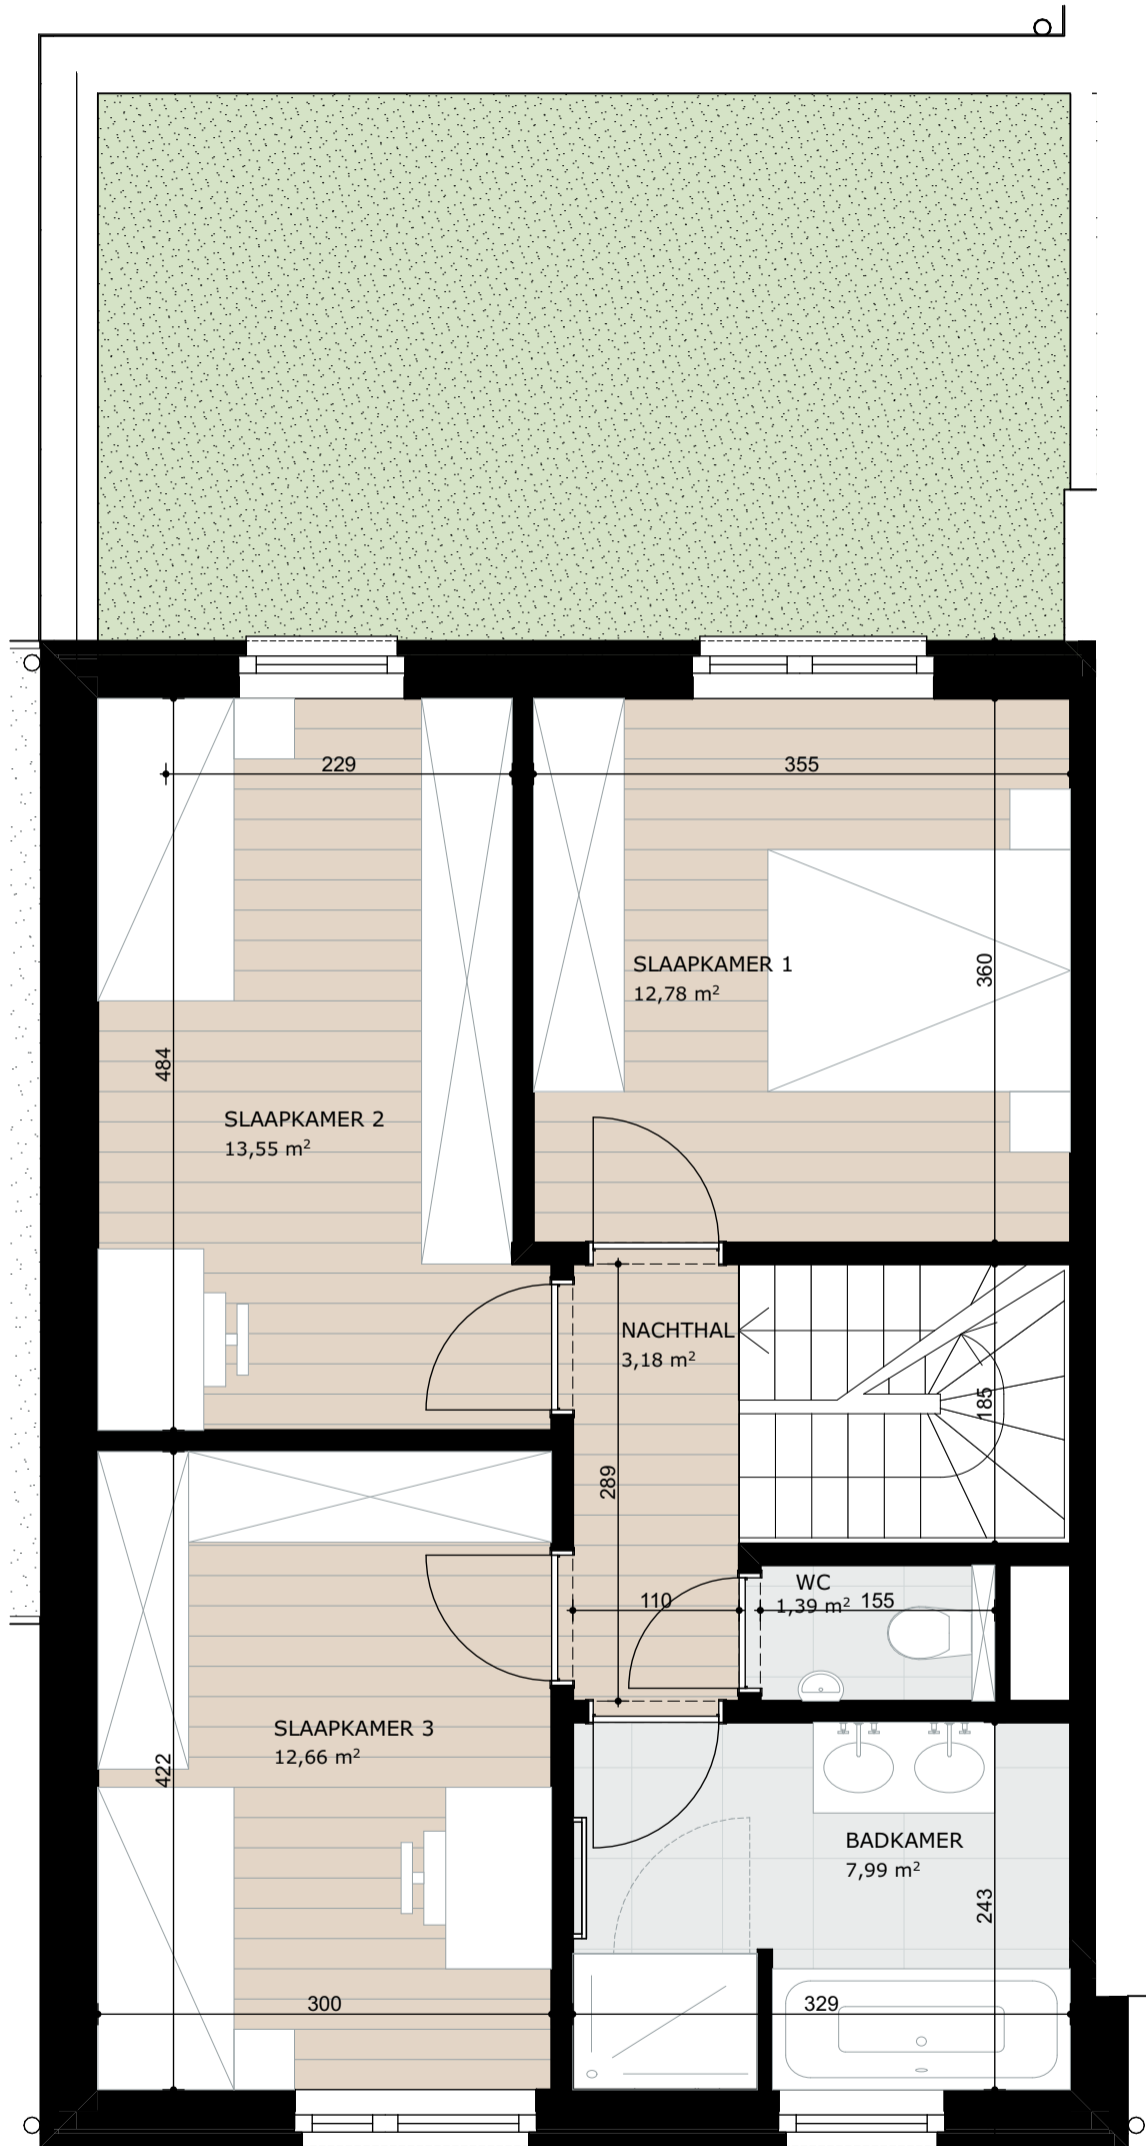 229
355
SLAAPKAMER 1
12,78 m²
360
484
SLAAPKAMER 2
13,55 m²
NACHTHAL
3,18 m²
185
289
WC
1,39 m²
155
110
SLAAPKAMER 3
12,66 m²
422
BADKAMER
7,99 m²
243
300
329